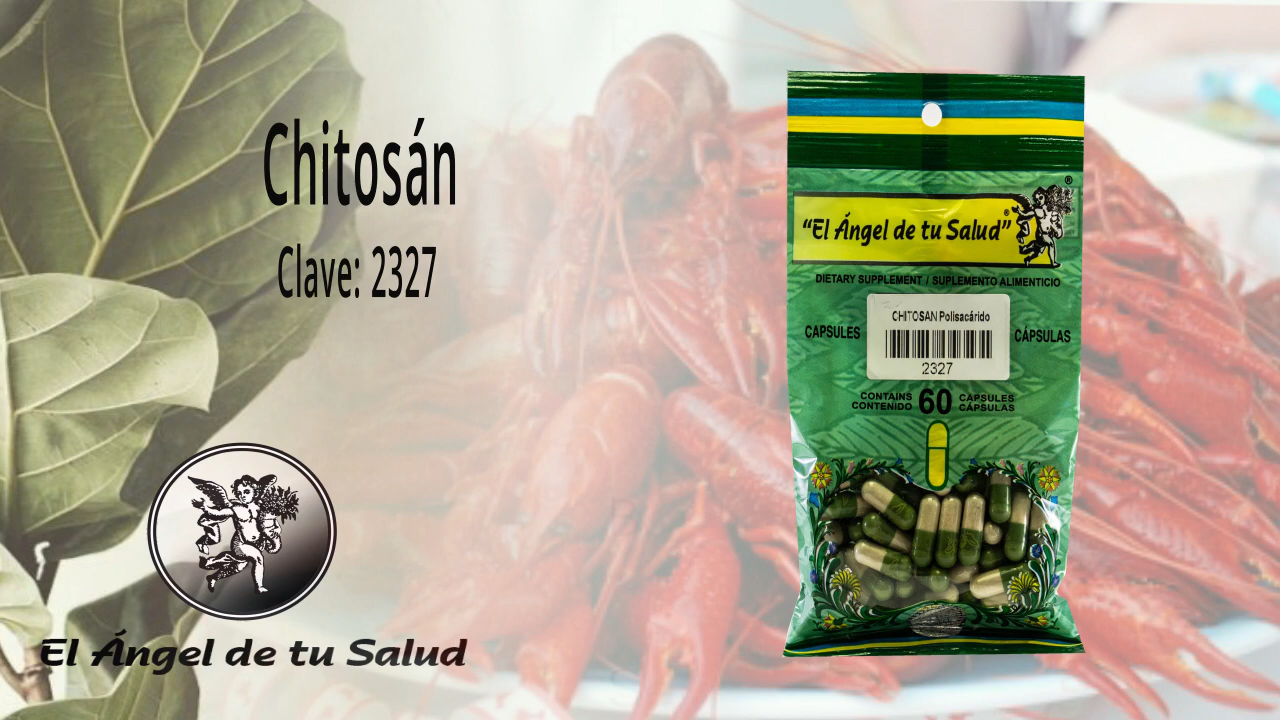 Chitosán
Clave: 2327
El Ángel de tu Salud
®
"El Ángel de tu Salud"®
DIETARY SUPPLEMENT / SUPLEMENTO ALIMENTICIO
CAPSULES
CHITOSAN Polisacárido
2327
CÁPSULAS
CONTAINS
CONTENIDO
60
CAPSULES
CÁPSULAS